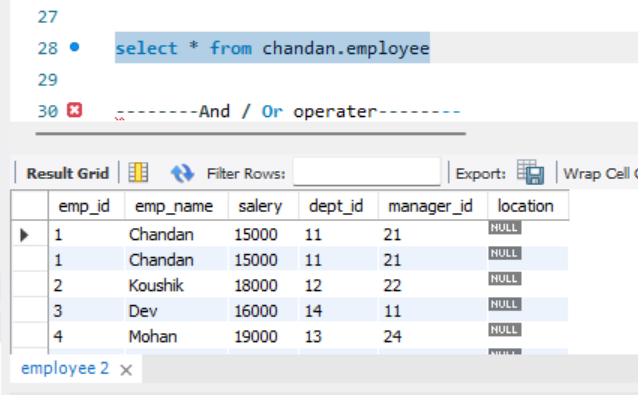 27
28 select * from chandan.employee
29
30 --------And / Or operater--------
Result Grid Filter Rows: Export: Wrap Cell C
emp_id emp_name salery dept_id manager_id location
1 Chandan 15000 11 21 NULL
1 Chandan 15000 11 21 NULL
2 Koushik 18000 12 22 NULL
3 Dev 16000 14 11 NULL
4 Mohan 19000 13 24 NULL
NULL
employee 2